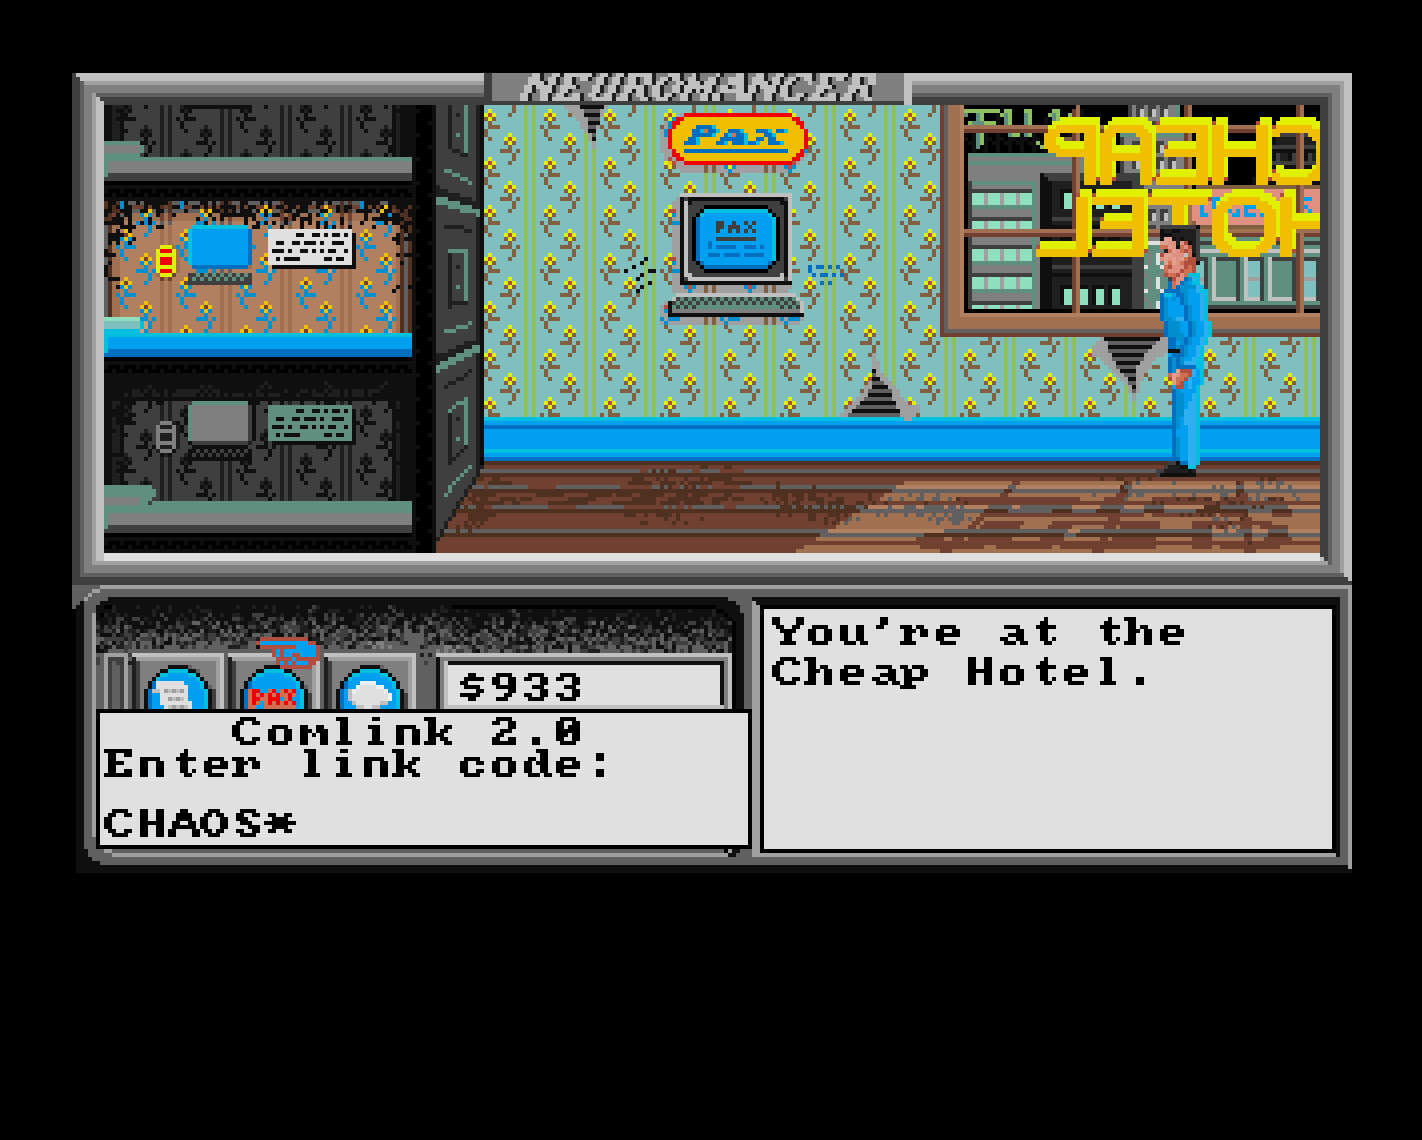 NEUROMANCER
PAX
PAX
CHEAP
HOTEL
PAX
$933
Comlink 2.0
Enter link code:
CHAOS*
You're at the
Cheap Hotel.